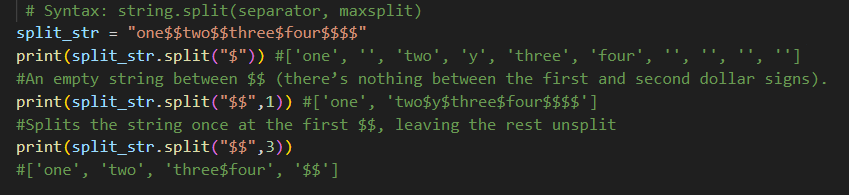 # Syntax: string.split(separator, maxsplit)
split_str = "one$$two$$three$four$$$$"
print(split_str.split("$")) #['one', '', 'two', 'y', 'three', 'four', '', '', '', '']
#An empty string between $$ (there’s nothing between the first and second dollar signs).
print(split_str.split("$$",1)) #['one', 'two$y$three$four$$$$']
#Splits the string once at the first $$, leaving the rest unsplit
print(split_str.split("$$",3))
#['one', 'two', 'three$four', '$$']